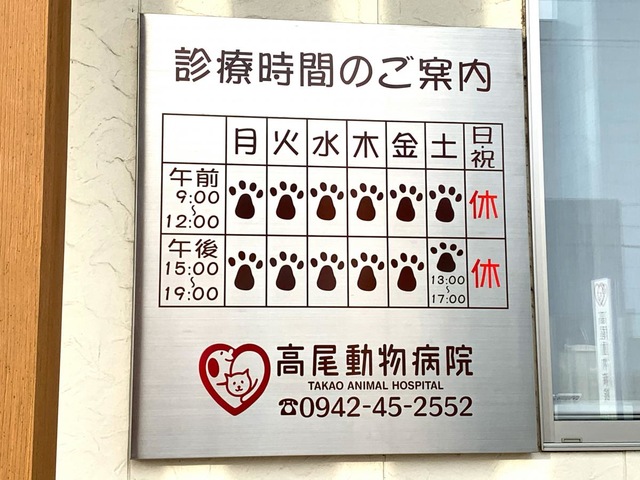 診療時間のご案内
月 火 水 木 金 土 日・祝
午前 9:00〜12:00 休
午後 15:00〜19:00 13:00〜17:00 休
高尾動物病院
TAKAO ANIMAL HOSPITAL
☎0942-45-2552